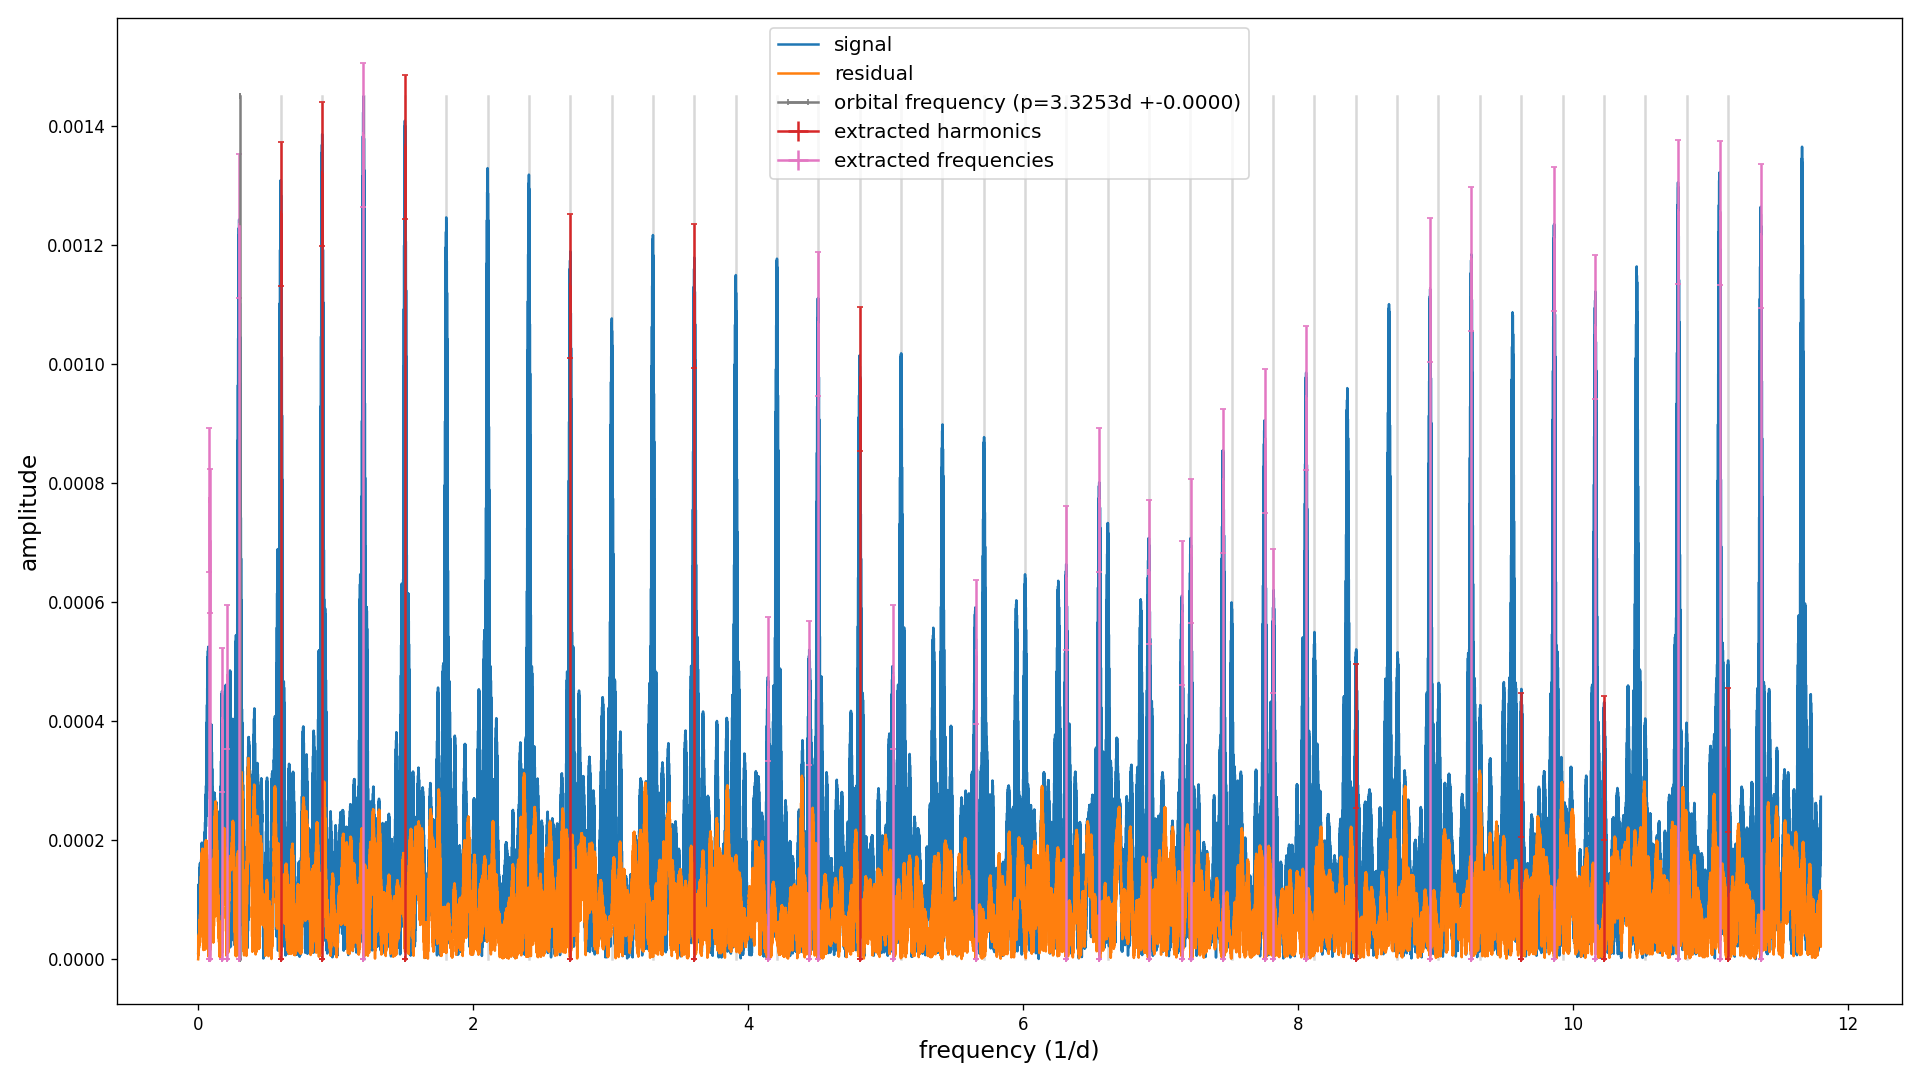 signal
residual
orbital frequency (p=3.3253d +-0.0000)
extracted harmonics
extracted frequencies
amplitude
0.0014
0.0012
0.0010
0.0008
0.0006
0.0004
0.0002
0.0000
0 2 4 6 8 10 12
frequency (1/d)